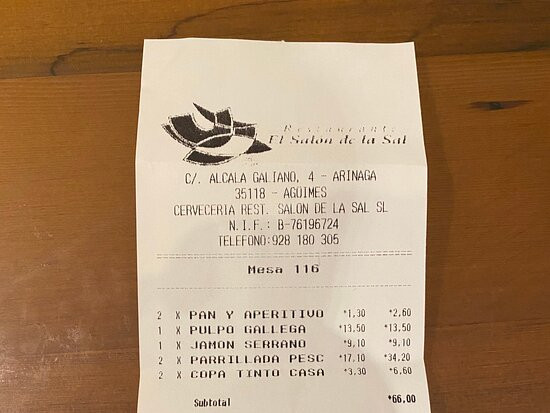 Restaurante
El Salon de la Sal
C/. ALCALA GALIANO, 4 - ARINAGA
35118 - AGÜIMES
CERVECERIA REST. SALON DE LA SAL SL
N.I.F.: B-76196724
TELEFONO:928 180 305
Mesa 116
2 X PAN Y APERITIVO *1,30 *2,60
1 X PULPO GALLEGA *13,50 *13,50
1 X JAMON SERRANO *9,10 *9,10
2 X PARRILLADA PESC *17,10 *34,20
2 X COPA TINTO CASA *3,30 *6,60
Subtotal *66,00